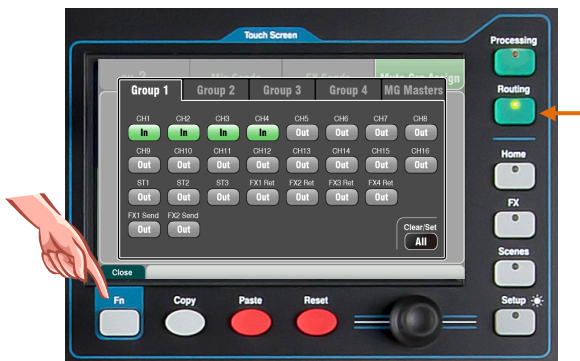 Touch Screen
Processing
Mix Sends FX Sends Mute Grp Assign
Group 1 Group 2 Group 3 Group 4 MG Masters
Routing
CH1 CH2 CH3 CH4 CH5 CH6 CH7 CH8
In In In In Out Out Out Out
CH9 CH10 CH11 CH12 CH13 CH14 CH15 CH16
Out Out Out Out Out Out Out Out
Home
ST1 ST2 ST3 FX1 Ret FX2 Ret FX3 Ret FX4 Ret
Out Out Out Out Out Out Out
FX
FX1 Send FX2 Send
Out Out
Clear/Set
All
Scenes
Close
Fn Copy Paste Reset Setup